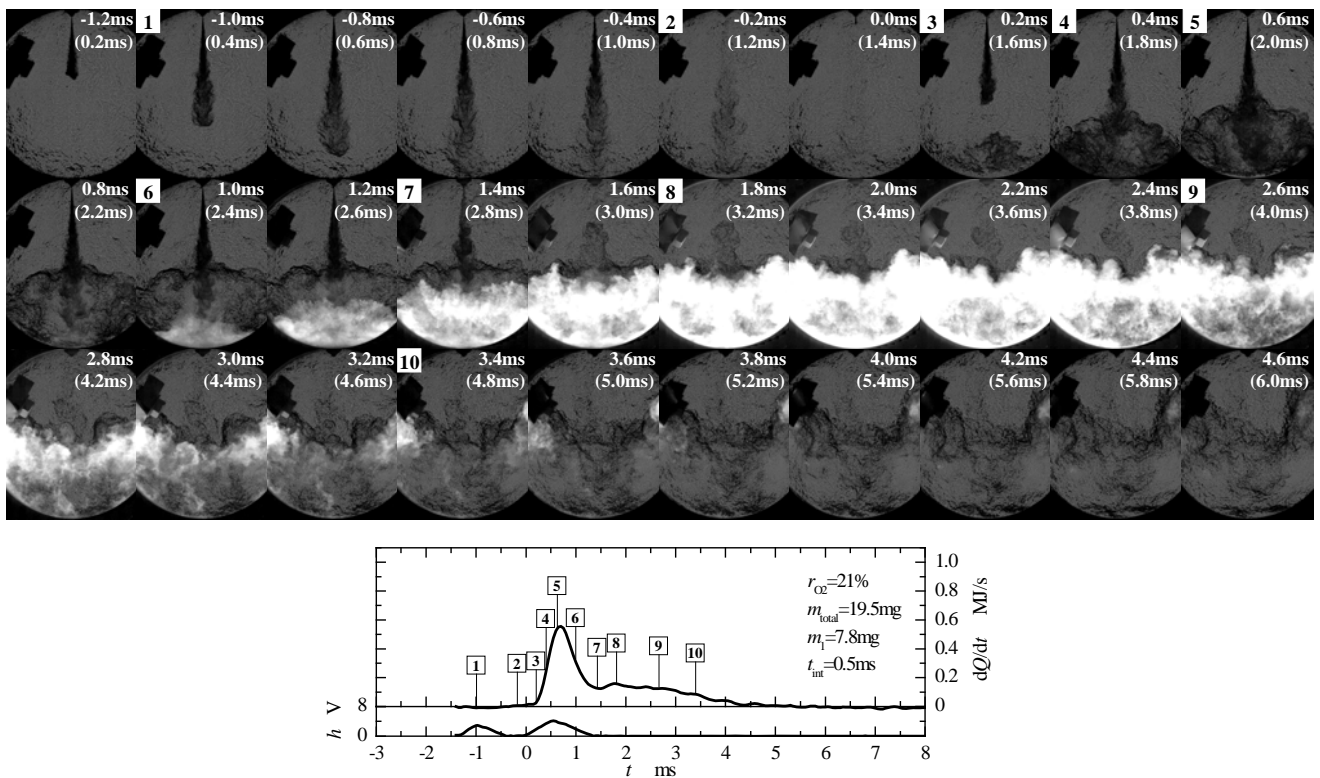 1 -1.2ms -1.0ms -0.8ms -0.6ms -0.4ms 2 -0.2ms 0.0ms 3 0.2ms 4 0.4ms 5 0.6ms
(0.2ms) (0.4ms) (0.6ms) (0.8ms) (1.0ms) (1.2ms) (1.4ms) (1.6ms) (1.8ms) (2.0ms)
0.8ms 6 1.0ms 1.2ms 7 1.4ms 1.6ms 8 1.8ms 2.0ms 2.2ms 2.4ms 9 2.6ms
(2.2ms) (2.4ms) (2.6ms) (2.8ms) (3.0ms) (3.2ms) (3.4ms) (3.6ms) (3.8ms) (4.0ms)
2.8ms 3.0ms 3.2ms 10 3.4ms 3.6ms 3.8ms 4.0ms 4.2ms 4.4ms 4.6ms
(4.2ms) (4.4ms) (4.6ms) (4.8ms) (5.0ms) (5.2ms) (5.4ms) (5.6ms) (5.8ms) (6.0ms)
1.0
0.8
0.6
0.4
0.2
0
dQ/dt MJ/s
rO2=21%
mtotal=19.5mg
m1=7.8mg
tint=0.5ms
1 2 3 4 5 6 7 8 9 10
8
0
h V
-3 -2 -1 0 1 2 3 4 5 6 7 8
t ms